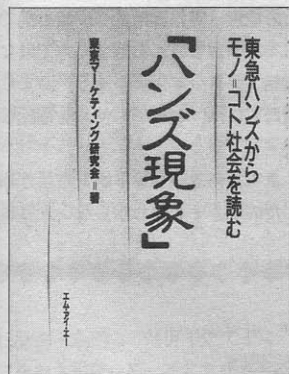 東急ハンズから
モノ=コト社会を読む
「ハンズ現象」
東京マーケティング研究会=著
エムアイ・エー